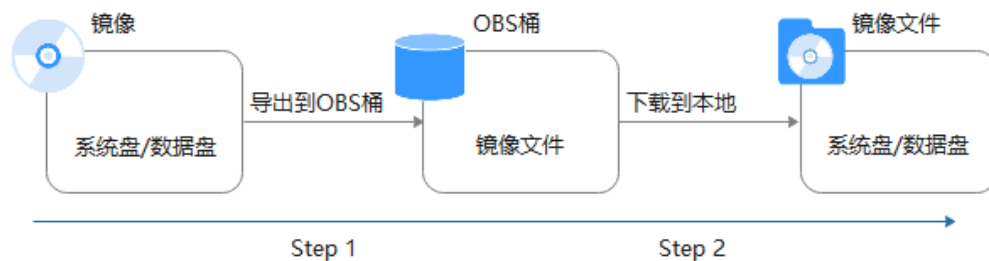 镜像
OBS桶
镜像文件
导出到OBS桶
下载到本地
系统盘/数据盘
镜像文件
系统盘/数据盘
Step 1
Step 2